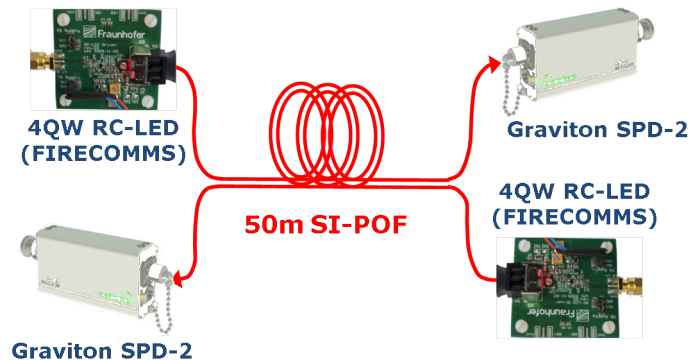 Fraunhofer
4QW RC-LED
(FIRECOMMS)
Graviton SPD-2
50m SI-POF
4QW RC-LED
(FIRECOMMS)
Fraunhofer
Graviton SPD-2